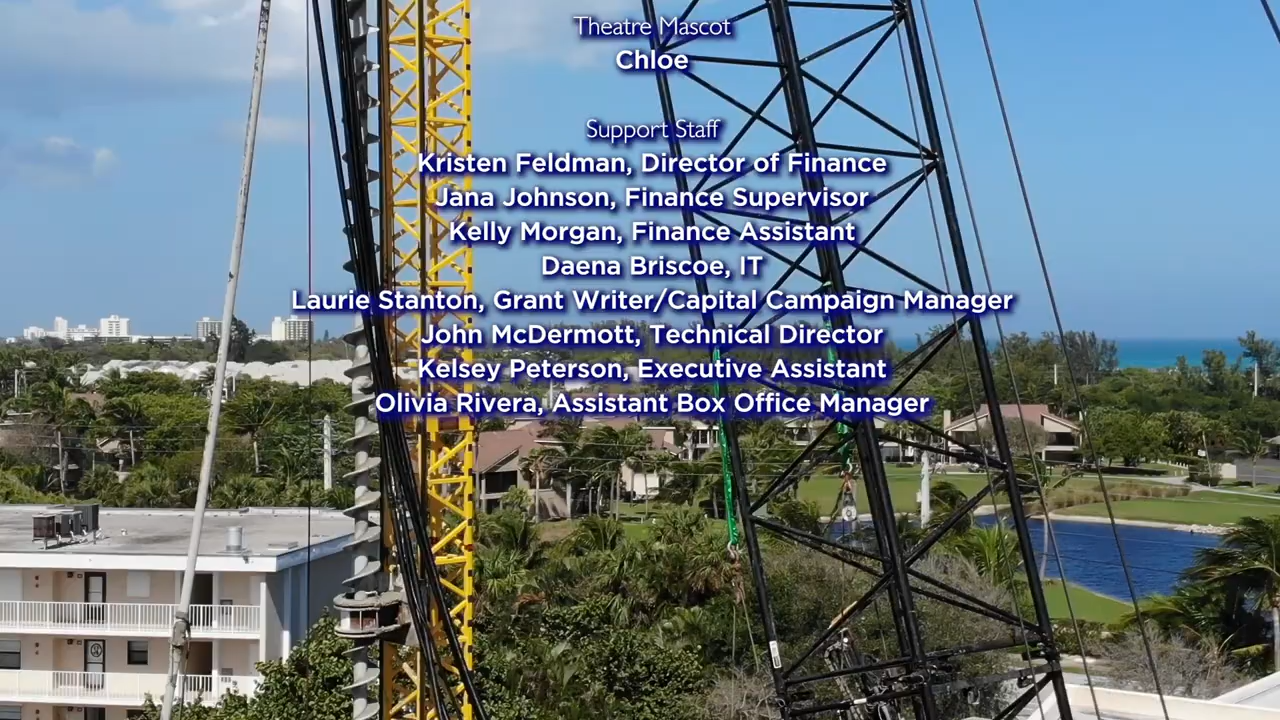 Theatre Mascot
Chloe
Support Staff
Kristen Feldman, Director of Finance
Jana Johnson, Finance Supervisor
Kelly Morgan, Finance Assistant
Daena Briscoe, IT
Laurie Stanton, Grant Writer/Capital Campaign Manager
John McDermott, Technical Director
Kelsey Peterson, Executive Assistant
Olivia Rivera, Assistant Box Office Manager